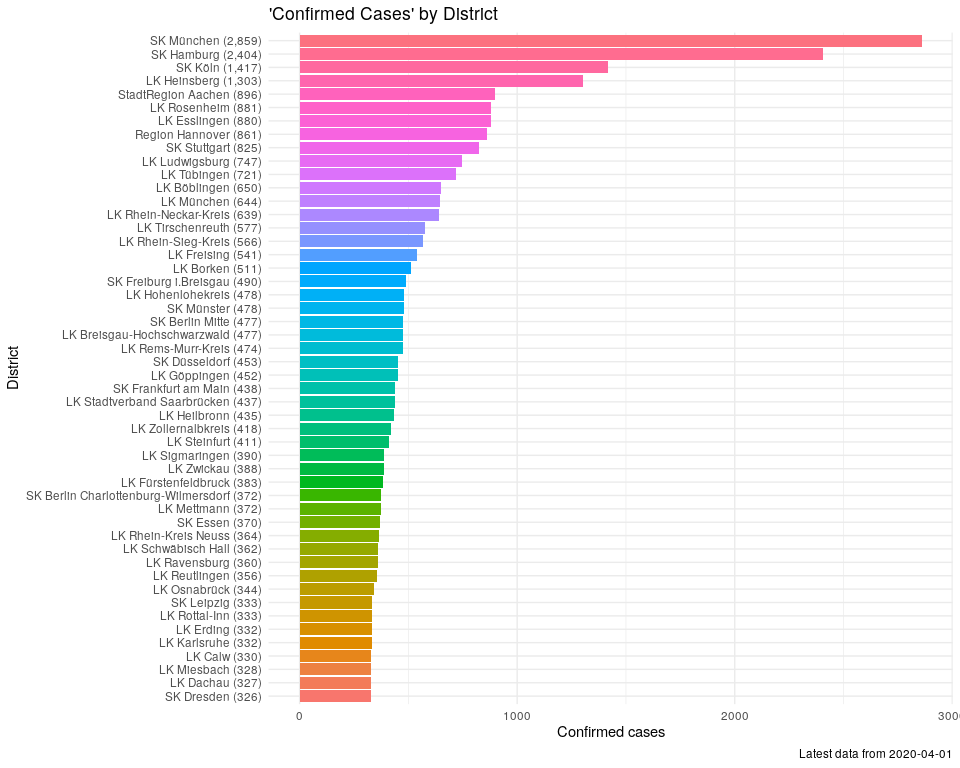 'Confirmed Cases' by District
SK München (2,859)
SK Hamburg (2,404)
SK Köln (1,417)
LK Heinsberg (1,303)
StadtRegion Aachen (896)
LK Rosenheim (881)
LK Esslingen (880)
Region Hannover (861)
SK Stuttgart (825)
LK Ludwigsburg (747)
LK Tübingen (721)
LK Böblingen (650)
LK München (644)
LK Rhein-Neckar-Kreis (639)
LK Tirschenreuth (577)
LK Rhein-Sieg-Kreis (566)
LK Freising (541)
LK Borken (511)
SK Freiburg i.Breisgau (490)
LK Hohenlohekreis (478)
SK Münster (478)
SK Berlin Mitte (477)
LK Breisgau-Hochschwarzwald (477)
LK Rems-Murr-Kreis (474)
SK Düsseldorf (453)
LK Göppingen (452)
SK Frankfurt am Main (438)
LK Stadtverband Saarbrücken (437)
LK Heilbronn (435)
LK Zollernalbkreis (418)
LK Steinfurt (411)
LK Sigmaringen (390)
LK Zwickau (388)
LK Fürstenfeldbruck (383)
SK Berlin Charlottenburg-Wilmersdorf (372)
LK Mettmann (372)
SK Essen (370)
LK Rhein-Kreis Neuss (364)
LK Schwäbisch Hall (362)
LK Ravensburg (360)
LK Reutlingen (356)
LK Osnabrück (344)
SK Leipzig (333)
LK Rottal-Inn (333)
LK Erding (332)
LK Karlsruhe (332)
LK Calw (330)
LK Miesbach (328)
LK Dachau (327)
SK Dresden (326)
District
0 1000 2000 3000
Confirmed cases
Latest data from 2020-04-01